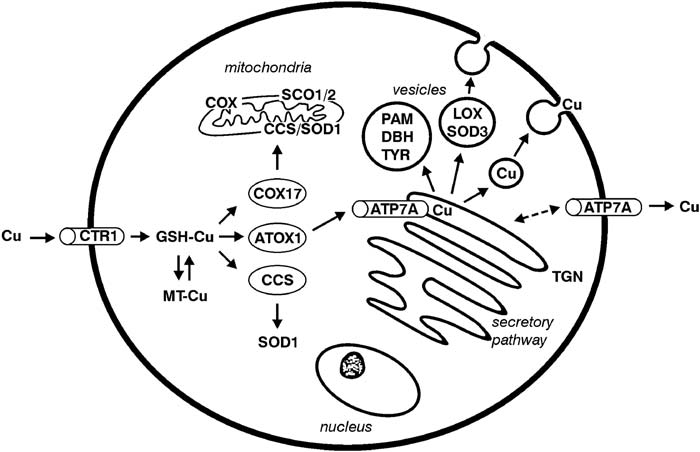 mitochondria
SCO1/2
COX
CCS/SOD1
vesicles
PAM
DBH
TYR
LOX
SOD3
Cu
Cu
COX17
ATP7A Cu
ATP7A
Cu
Cu
CTR1
GSH-Cu
ATOX1
MT-Cu
CCS
SOD1
TGN
secretory
pathway
nucleus